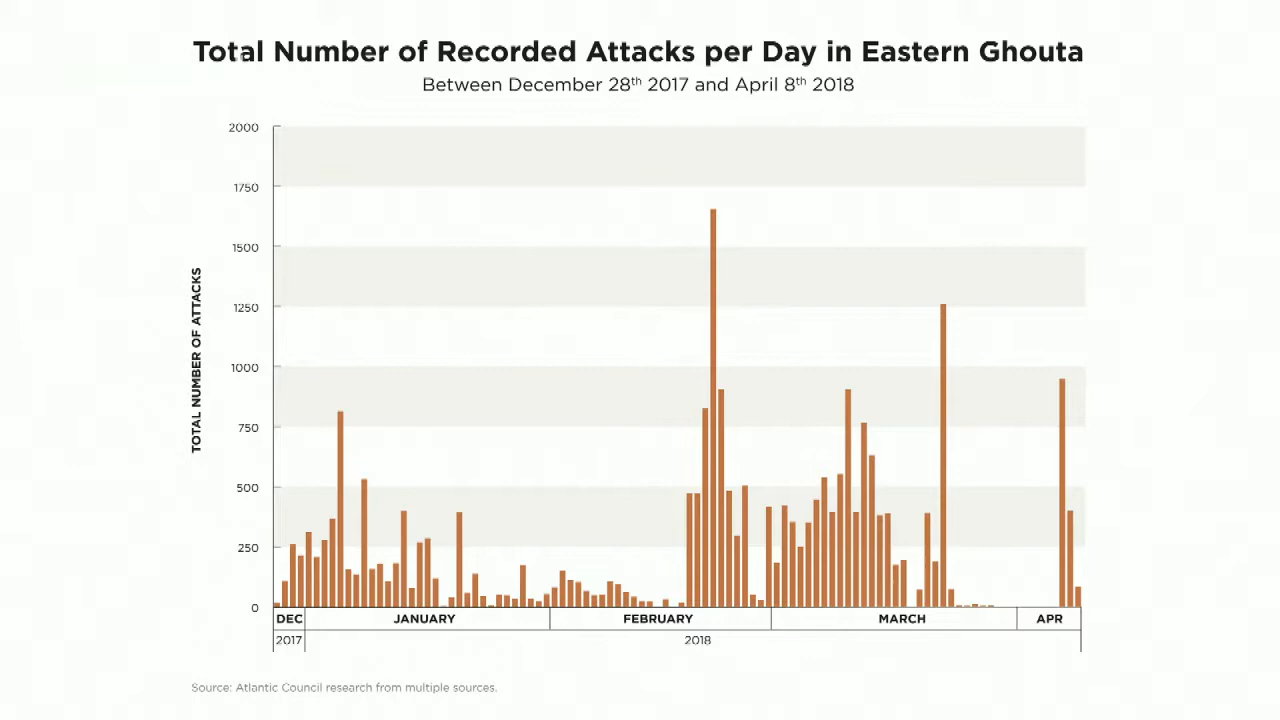 Total Number of Recorded Attacks per Day in Eastern Ghouta
Between December 28th 2017 and April 8th 2018
2000
1750
1500
1250
1000
750
500
250
0
TOTAL NUMBER OF ATTACKS
DEC JANUARY FEBRUARY MARCH APR
2017 2018
Source: Atlantic Council research from multiple sources.